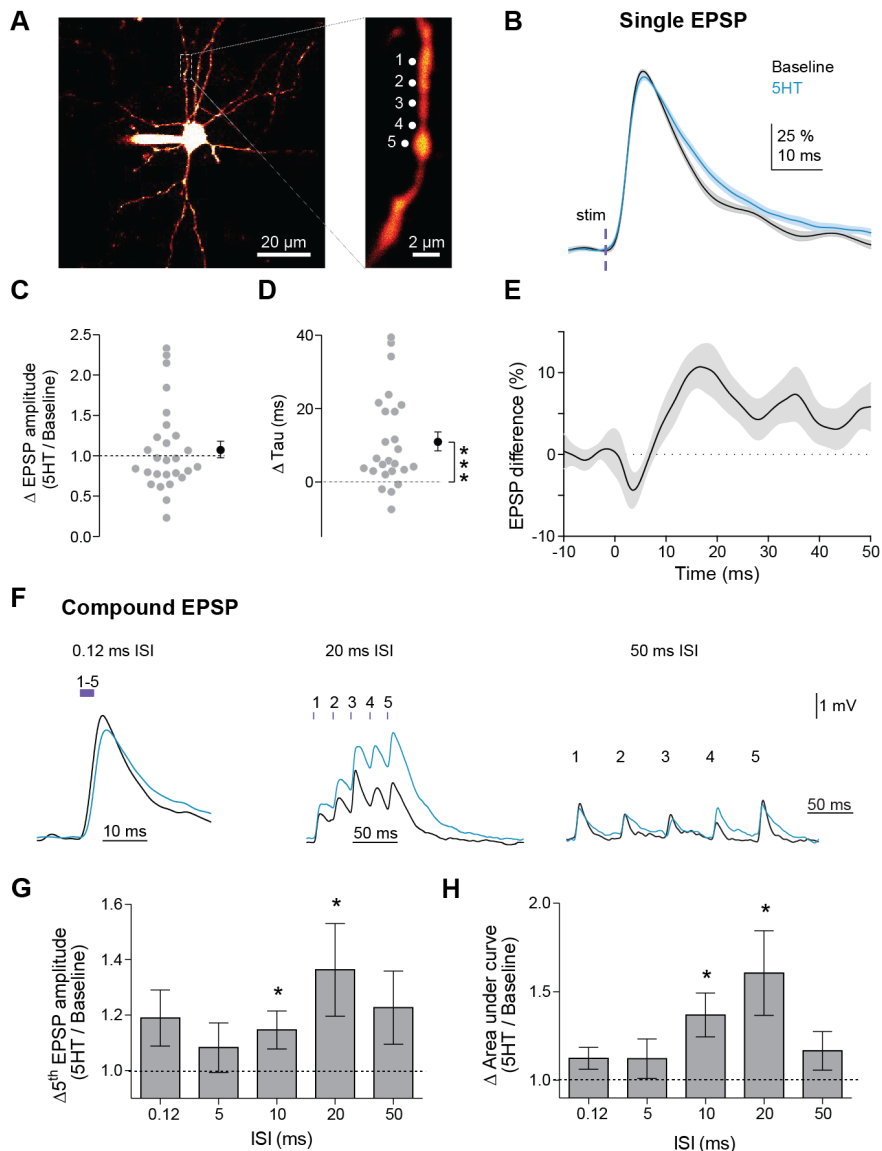 A
1
2
3
4
5
20 µm
2 µm
B
Single EPSP
Baseline
5HT
25 %
10 ms
stim
C
Δ EPSP amplitude
(5HT / Baseline)
2.5
2.0
1.5
1.0
0.5
0.0
D
Δ Tau (ms)
40
20
0
***
E
EPSP difference (%)
10
0
-10
-10 0 10 20 30 40 50
Time (ms)
F
Compound EPSP
0.12 ms ISI
1-5
10 ms
20 ms ISI
1 2 3 4 5
50 ms
50 ms ISI
1 2 3 4 5
1 mV
50 ms
G
Δ5th EPSP amplitude
(5HT / Baseline)
1.6
1.4
1.2
1.0
* *
0.12 5 10 20 50
ISI (ms)
H
Δ Area under curve
(5HT / Baseline)
2.0
1.5
1.0
* *
0.12 5 10 20 50
ISI (ms)